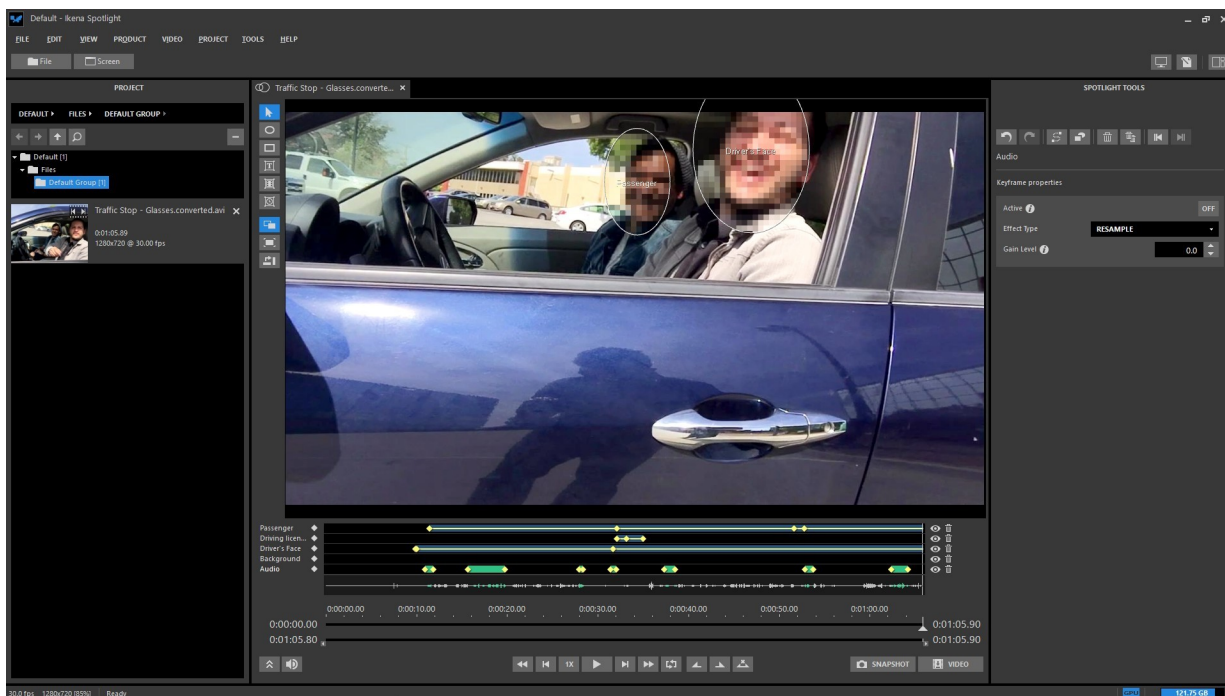 Default - Ikena Spotlight
FILE EDIT VIEW PRODUCT VIDEO PROJECT TOOLS HELP
File Screen
PROJECT
DEFAULT FILES DEFAULT GROUP
Default [1]
Files
Default Group [1]
Traffic Stop - Glasses.converted.avi
0:01:05.89
1280x720 @ 30.00 fps
Traffic Stop - Glasses.converte...
Passenger
Driver's Face
SPOTLIGHT TOOLS
Audio
Keyframe properties
Active OFF
Effect Type RESAMPLE
Gain Level 0.0
Passenger
Driving licen...
Driver's Face
Background
Audio
0:00:00.00 0:00:10.00 0:00:20.00 0:00:30.00 0:00:40.00 0:00:50.00 0:01:00.00
0:00:00.00 0:01:05.90
0:01:05.80 0:01:05.90
1X
SNAPSHOT VIDEO
30.0 fps 1280x720 [85%] Ready GPU 121.75 GB